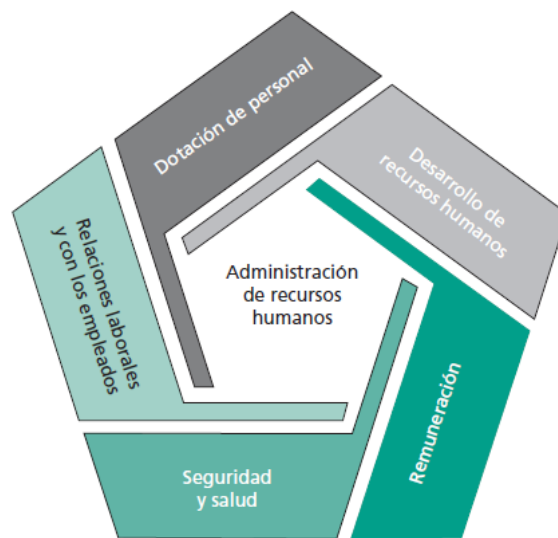 Dotación de personal
Desarrollo de
recursos humanos
Relaciones laborales
y con los empleados
Administración
de recursos
humanos
Remuneración
Seguridad
y salud